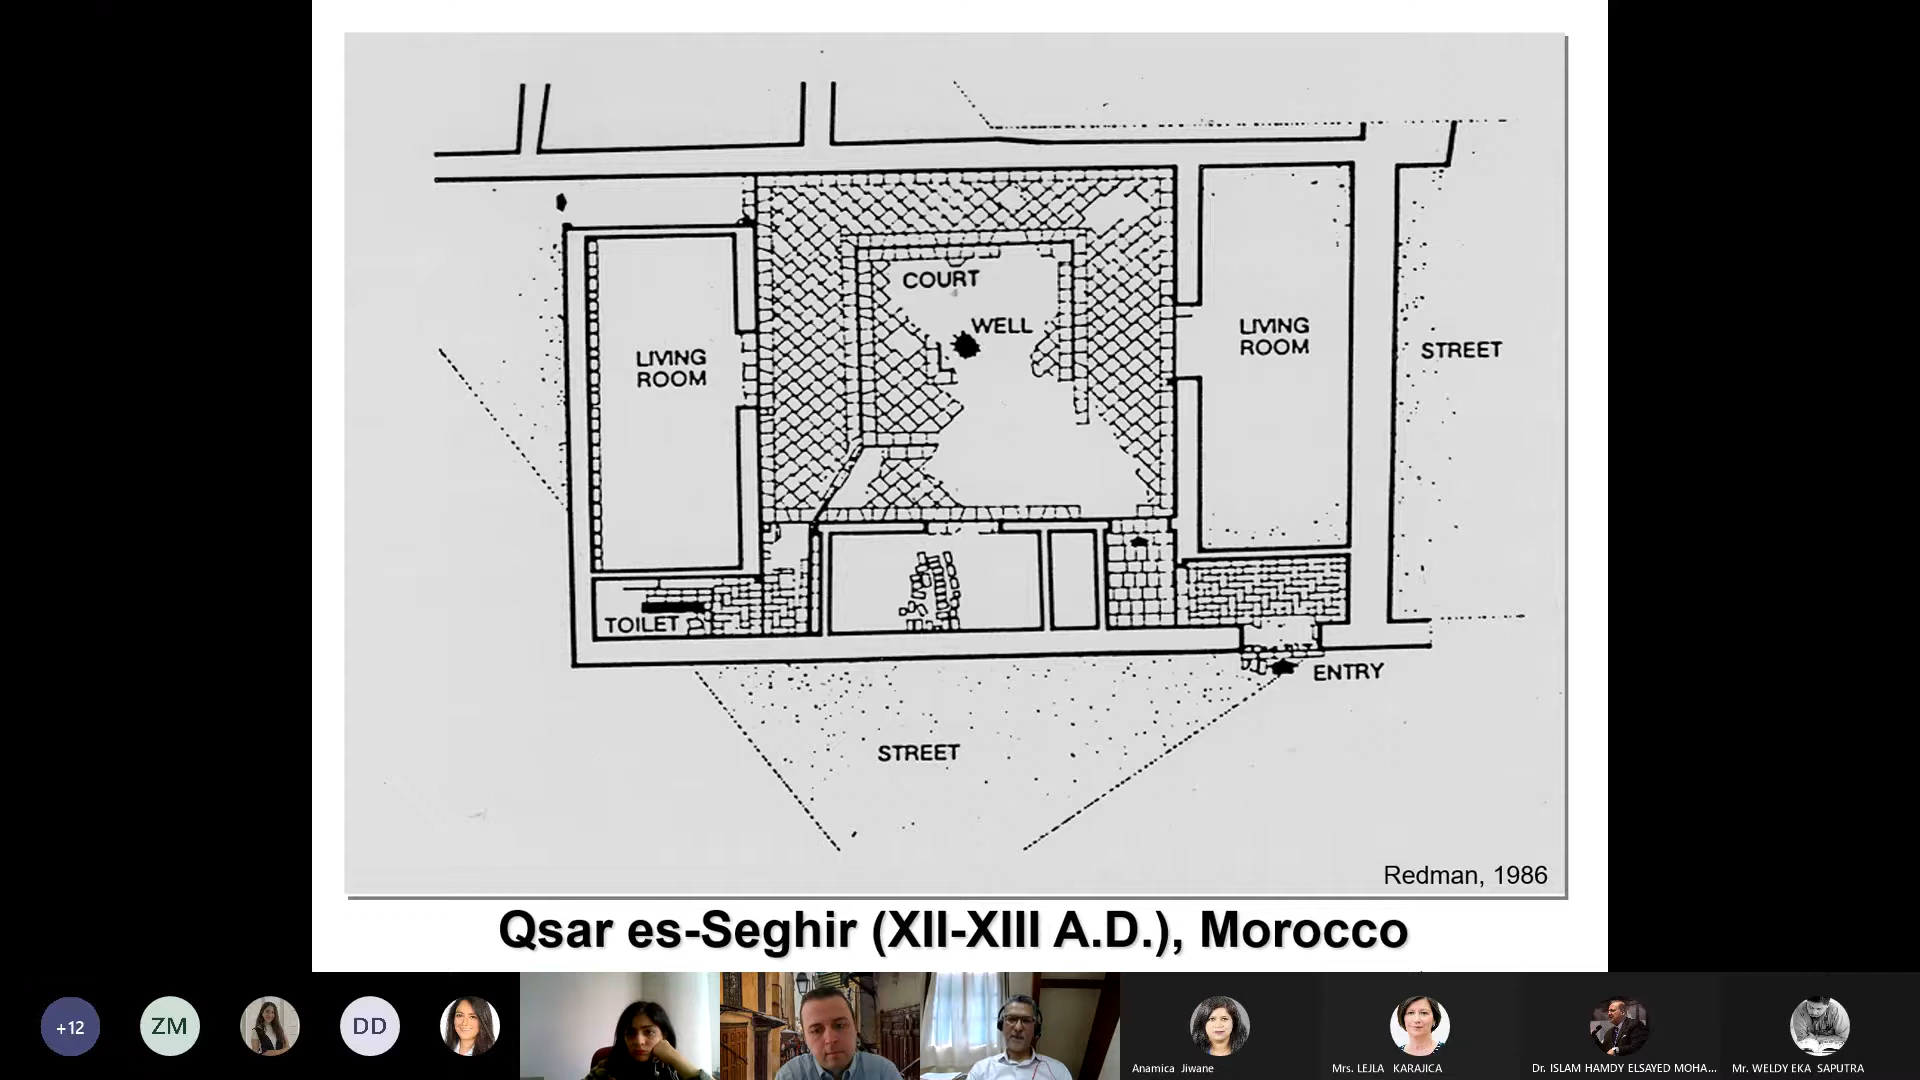 COURT
WELL
LIVING
ROOM
LIVING
ROOM
STREET
TOILET
ENTRY
STREET
Redman, 1986
Qsar es-Seghir (XII-XIII A.D.), Morocco
+12
ZM
DD
Anamica Jiwane
Mrs. LEJLA KARAJICA
Dr. ISLAM HAMDY ELSAYED MOHA...
Mr. WELDY EKA SAPUTRA